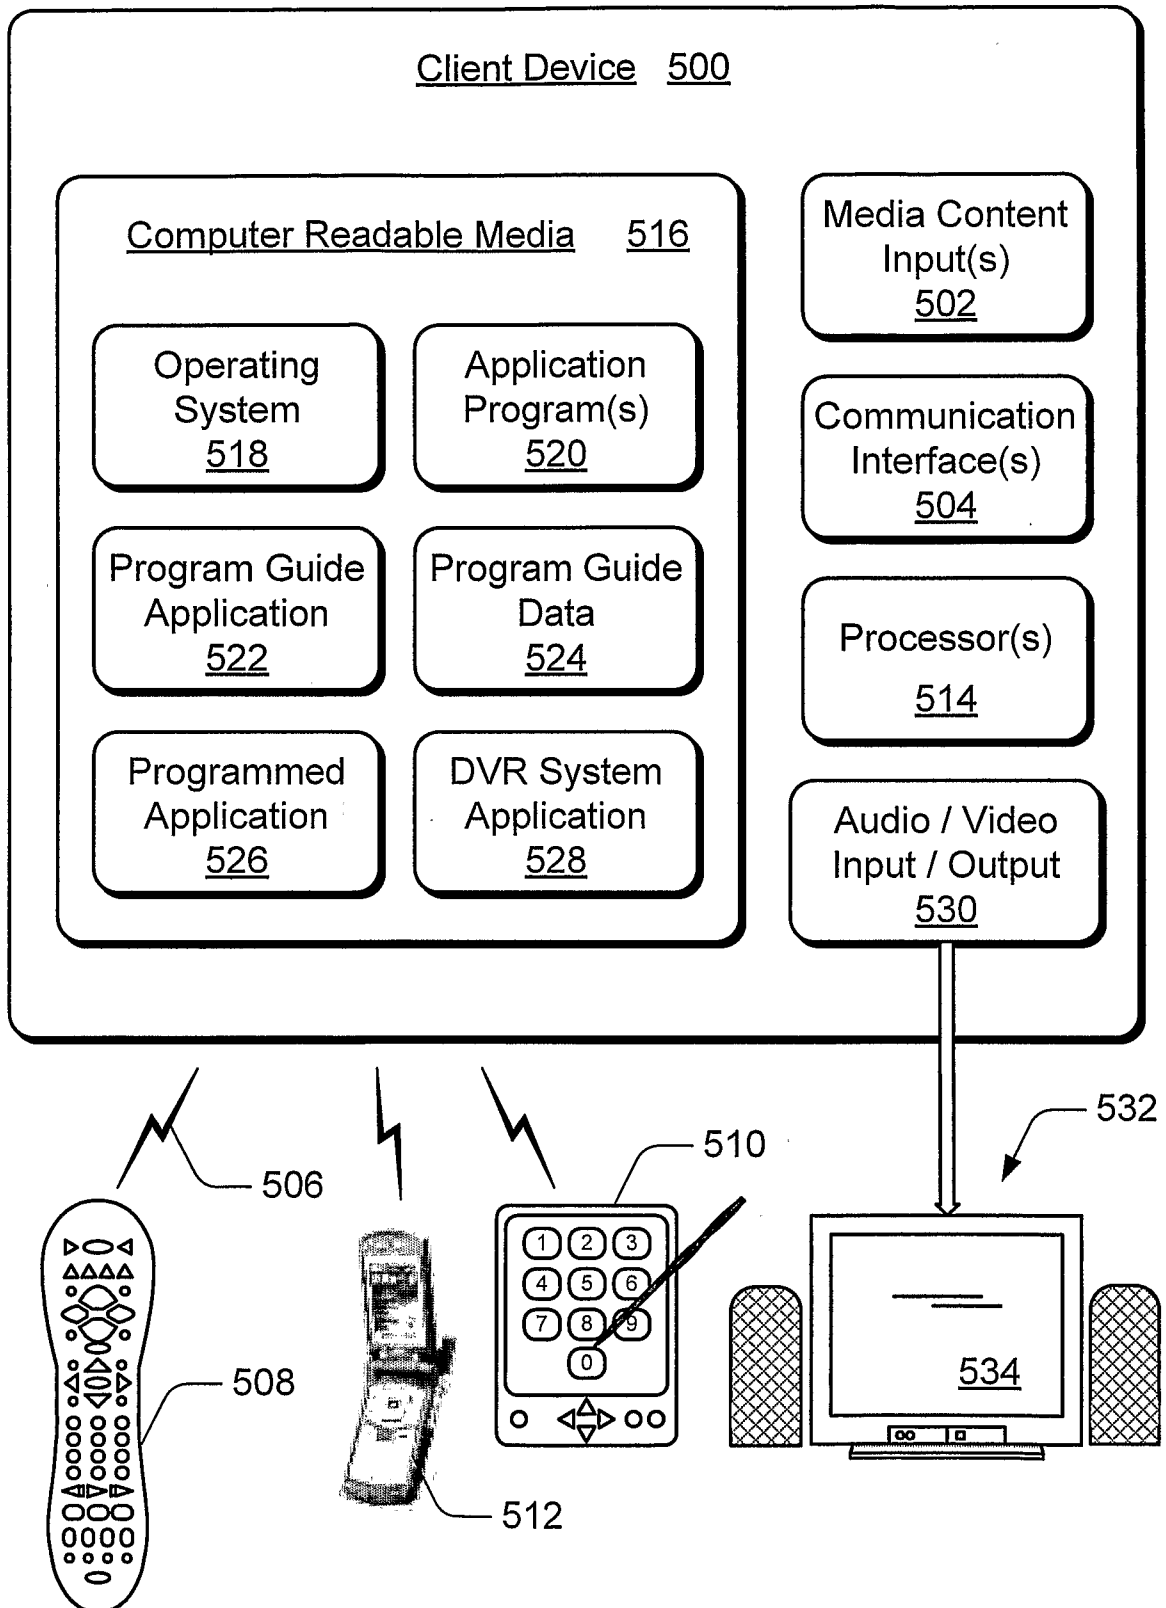 Client Device 500
Computer Readable Media 516
Operating
System
518
Application
Program(s)
520
Program Guide
Application
522
Program Guide
Data
524
Programmed
Application
526
DVR System
Application
528
Media Content
Input(s)
502
Communication
Interface(s)
504
Processor(s)
514
Audio / Video
Input / Output
530
506
508
512
510
1 2 3
4 5 6
7 8 9
0
532
534